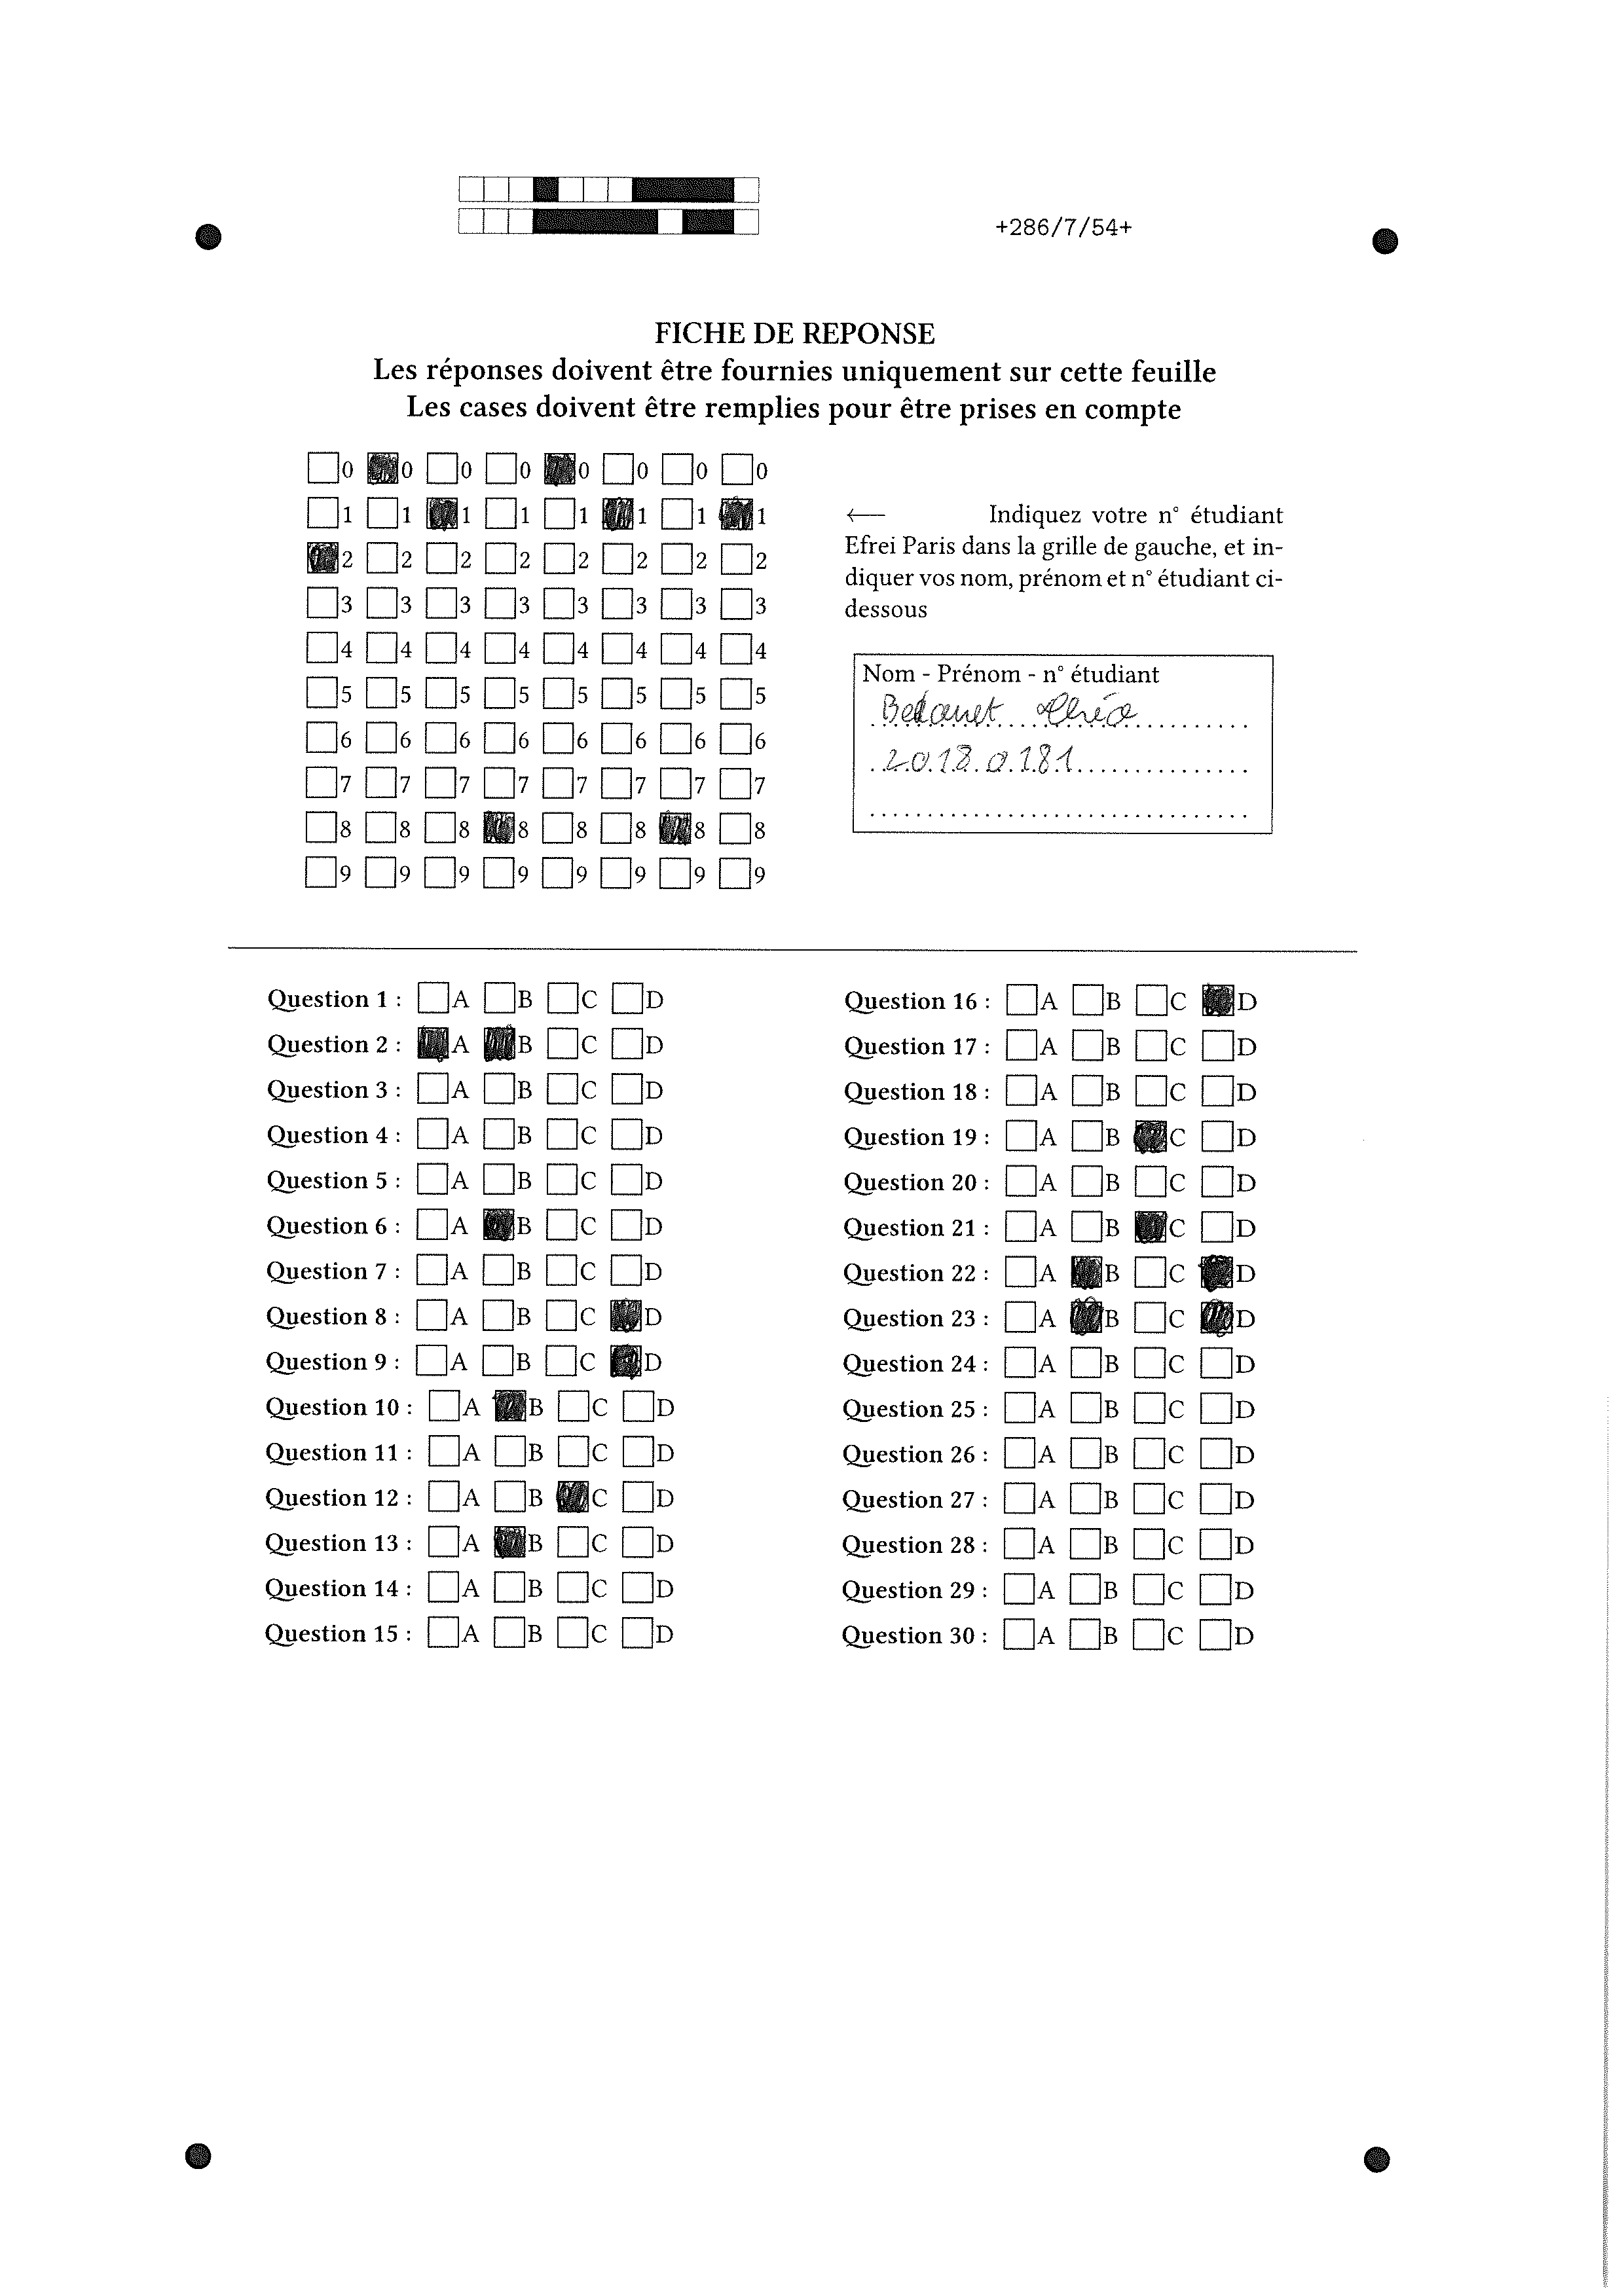 +286/7/54+
FICHE DE REPONSE
Les réponses doivent être fournies uniquement sur cette feuille
Les cases doivent être remplies pour être prises en compte
0 0 0 0 0 0 0 0
1 1 1 1 1 1 1 1
2 2 2 2 2 2 2 2
3 3 3 3 3 3 3 3
4 4 4 4 4 4 4 4
5 5 5 5 5 5 5 5
6 6 6 6 6 6 6 6
7 7 7 7 7 7 7 7
8 8 8 8 8 8 8 8
9 9 9 9 9 9 9 9
← Indiquez votre n° étudiant
Efrei Paris dans la grille de gauche, et in-
diquer vos nom, prénom et n° étudiant ci-
dessous
Nom - Prénom - n° étudiant
20180181
Question 1 : A B C D
Question 2 : A B C D
Question 3 : A B C D
Question 4 : A B C D
Question 5 : A B C D
Question 6 : A B C D
Question 7 : A B C D
Question 8 : A B C D
Question 9 : A B C D
Question 10 : A B C D
Question 11 : A B C D
Question 12 : A B C D
Question 13 : A B C D
Question 14 : A B C D
Question 15 : A B C D
Question 16 : A B C D
Question 17 : A B C D
Question 18 : A B C D
Question 19 : A B C D
Question 20 : A B C D
Question 21 : A B C D
Question 22 : A B C D
Question 23 : A B C D
Question 24 : A B C D
Question 25 : A B C D
Question 26 : A B C D
Question 27 : A B C D
Question 28 : A B C D
Question 29 : A B C D
Question 30 : A B C D